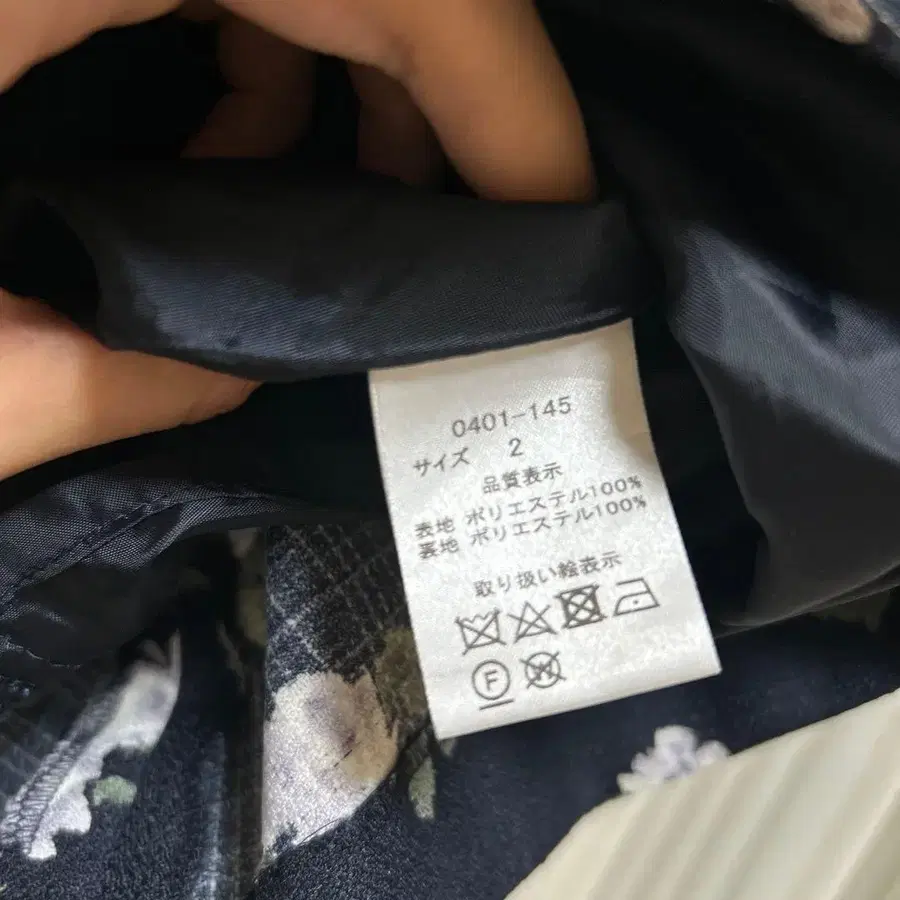 0401-145
サイズ 2
品質表示
表地 ポリエステル100%
裏地 ポリエステル100%
取り扱い絵表示
F W